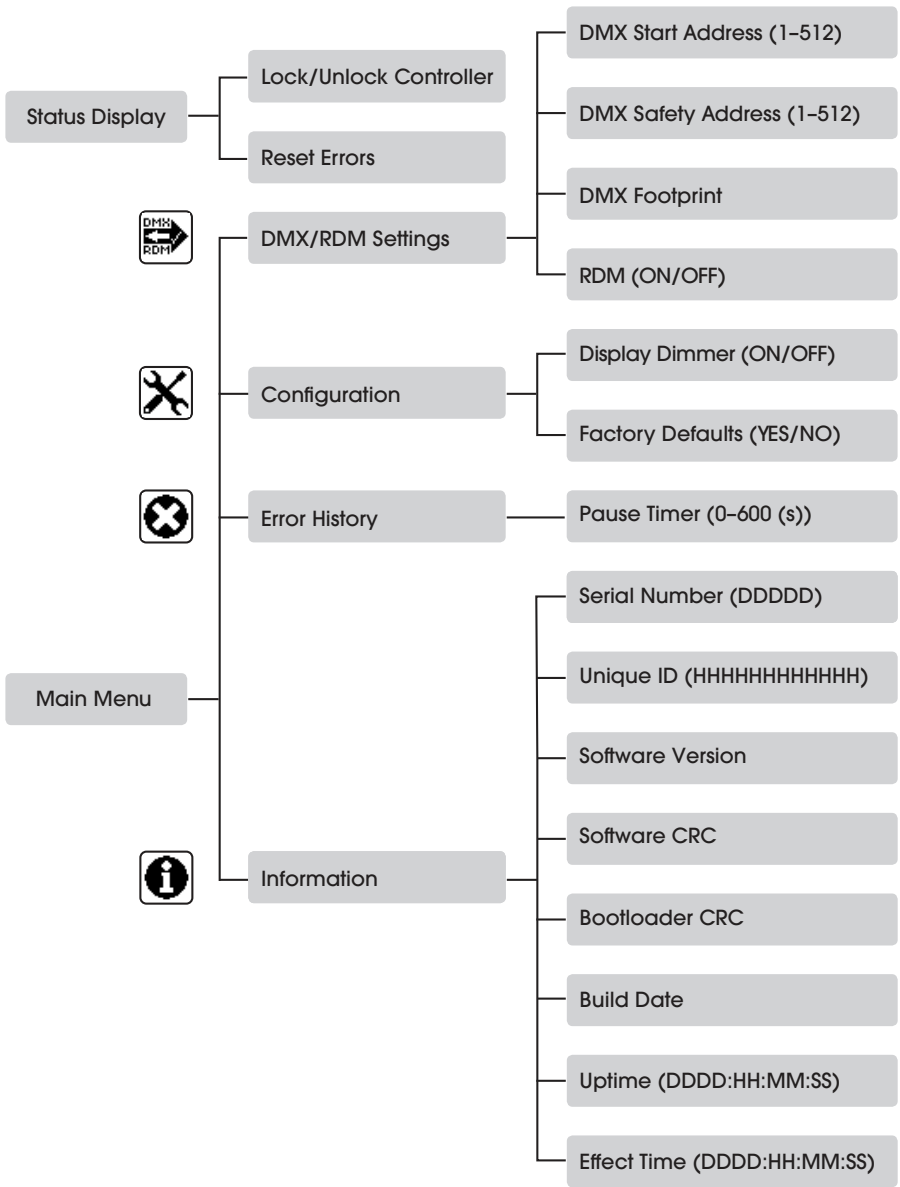 Status Display
Lock/Unlock Controller
Reset Errors
DMX
RDM
DMX/RDM Settings
DMX Start Address (1–512)
DMX Safety Address (1–512)
DMX Footprint
RDM (ON/OFF)
Configuration
Display Dimmer (ON/OFF)
Factory Defaults (YES/NO)
Error History
Pause Timer (0–600 (s))
Main Menu
Information
Serial Number (DDDDD)
Unique ID (HHHHHHHHHHHH)
Software Version
Software CRC
Bootloader CRC
Build Date
Uptime (DDDD:HH:MM:SS)
Effect Time (DDDD:HH:MM:SS)